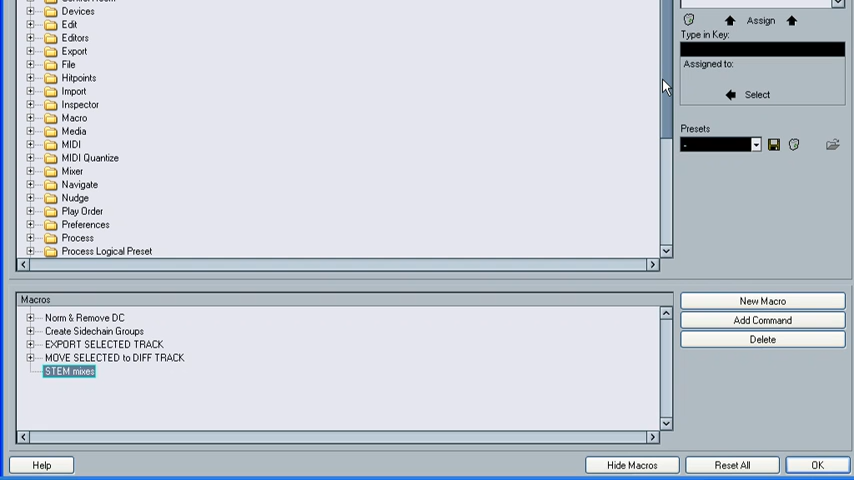 Devices
Edit
Assign
Editors
Type in Key:
Export
File
Assigned to:
Hitpoints
Import
Select
Inspector
Macro
Media
Presets
MIDI
-
MIDI Quantize
Mixer
Navigate
Nudge
Play Order
Preferences
Process
Process Logical Preset
Macros
New Macro
Norm & Remove DC
Add Command
Create Sidechain Groups
Delete
EXPORT SELECTED TRACK
MOVE SELECTED to DIFF TRACK
STEM mixes
Help
Hide Macros
Reset All
OK